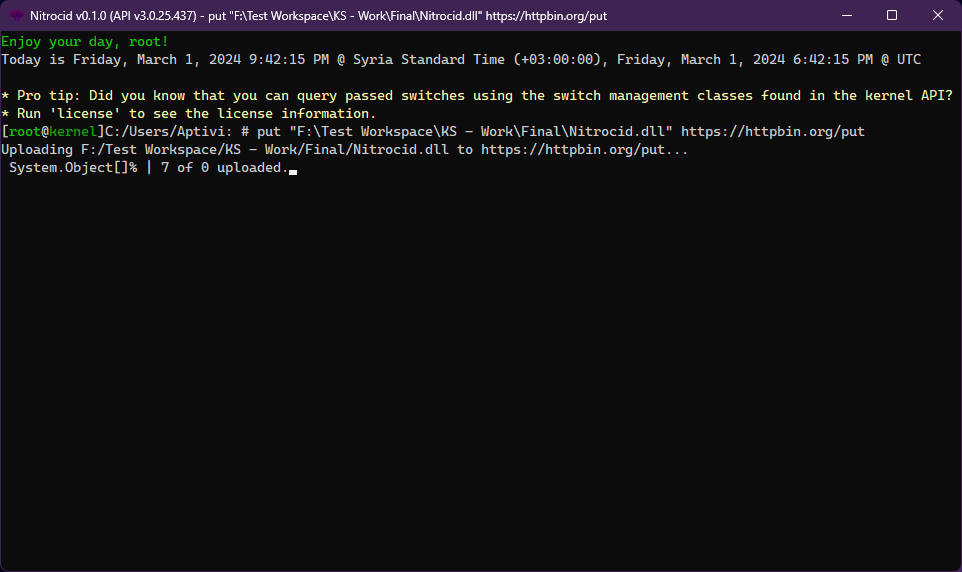 Nitrocid v0.1.0 (API v3.0.25.437) - put "F:\Test Workspace\KS - Work\Final\Nitrocid.dll" https://httpbin.org/put
Enjoy your day, root!
Today is Friday, March 1, 2024 9:42:15 PM @ Syria Standard Time (+03:00:00), Friday, March 1, 2024 6:42:15 PM @ UTC
* Pro tip: Did you know that you can query passed switches using the switch management classes found in the kernel API?
* Run 'license' to see the license information.
[root@kernel]C:/Users/Aptivi: # put "F:\Test Workspace\KS - Work\Final\Nitrocid.dll" https://httpbin.org/put
Uploading F:/Test Workspace/KS - Work/Final/Nitrocid.dll to https://httpbin.org/put...
System.Object[]% | 7 of 0 uploaded.